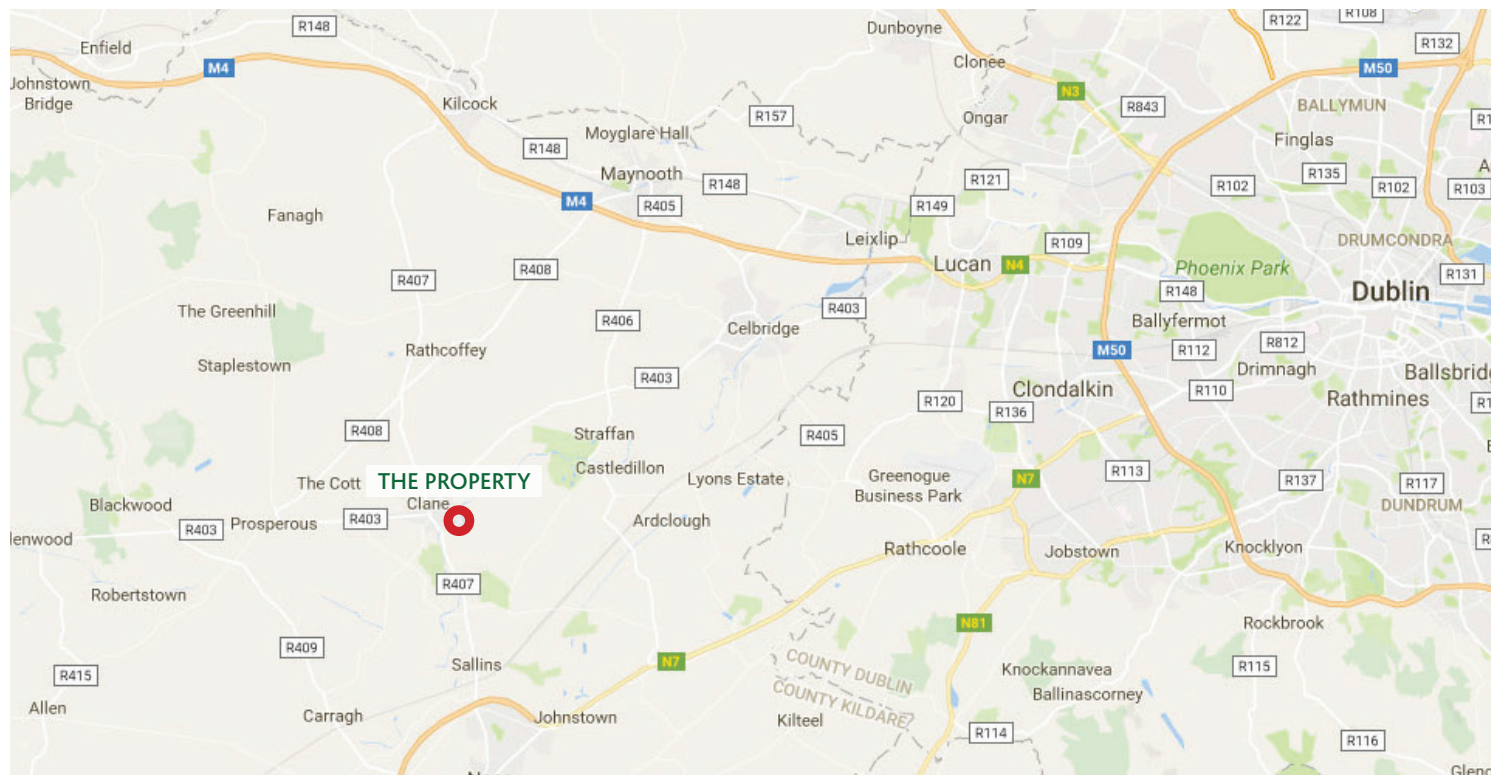 R148
Enfield
M4
Johnstown
Bridge
Kilcock
R148
Moyglare Hall
R157
Maynooth
R148
M4
R405
Dunboyne
Clonee
N3
R843
Ongar
R122
R108
R132
M50
BALLYMUN
Finglas
R121
R102
R135
R102
R103
R149
Fanagh
Leixlip
R109
DRUMCONDRA
Lucan
N4
Phoenix Park
R131
R407
R408
R148
Dublin
The Greenhill
R406
R403
Celbridge
Ballyfermot
Rathcoffey
M50
R112
R812
Staplestown
R403
Drimnagh
Clondalkin
R110
Rathmines
R120
R136
R408
Straffan
R405
Castledillon
Lyons Estate
Greenogue
Business Park
N7
R113
R137
R117
DUNDRUM
The Cott
THE PROPERTY
Clane
Blackwood
R403
Prosperous
R403
Ardclough
Rathcoole
Jobstown
Knocklyon
R407
Robertstown
N81
Rockbrook
R409
Sallins
N7
COUNTY DUBLIN
COUNTY KILDARE
Knockannavea
Ballinascorney
R115
R415
Allen
Carragh
Johnstown
Kilteel
R114
R116